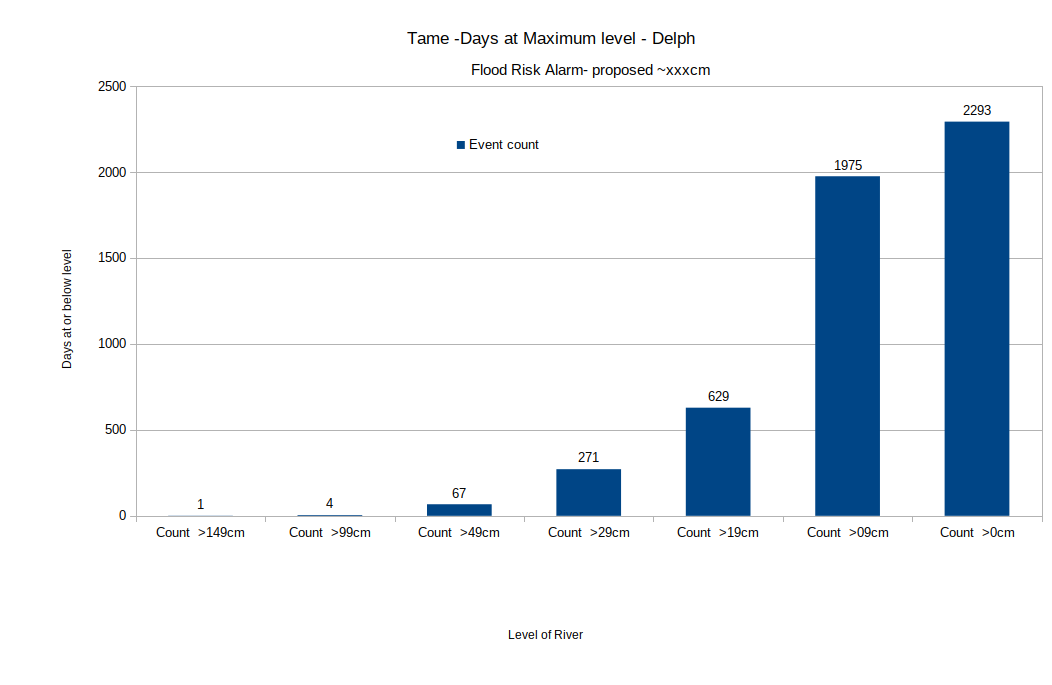 Tame -Days at Maximum level - Delph
Flood Risk Alarm- proposed ~xxxcm
2500
2000
1500
1000
500
0
Days at or below level
Event count
1
4
67
271
629
1975
2293
Count  >149cm
Count  >99cm
Count  >49cm
Count  >29cm
Count  >19cm
Count  >09cm
Count  >0cm
Level of River